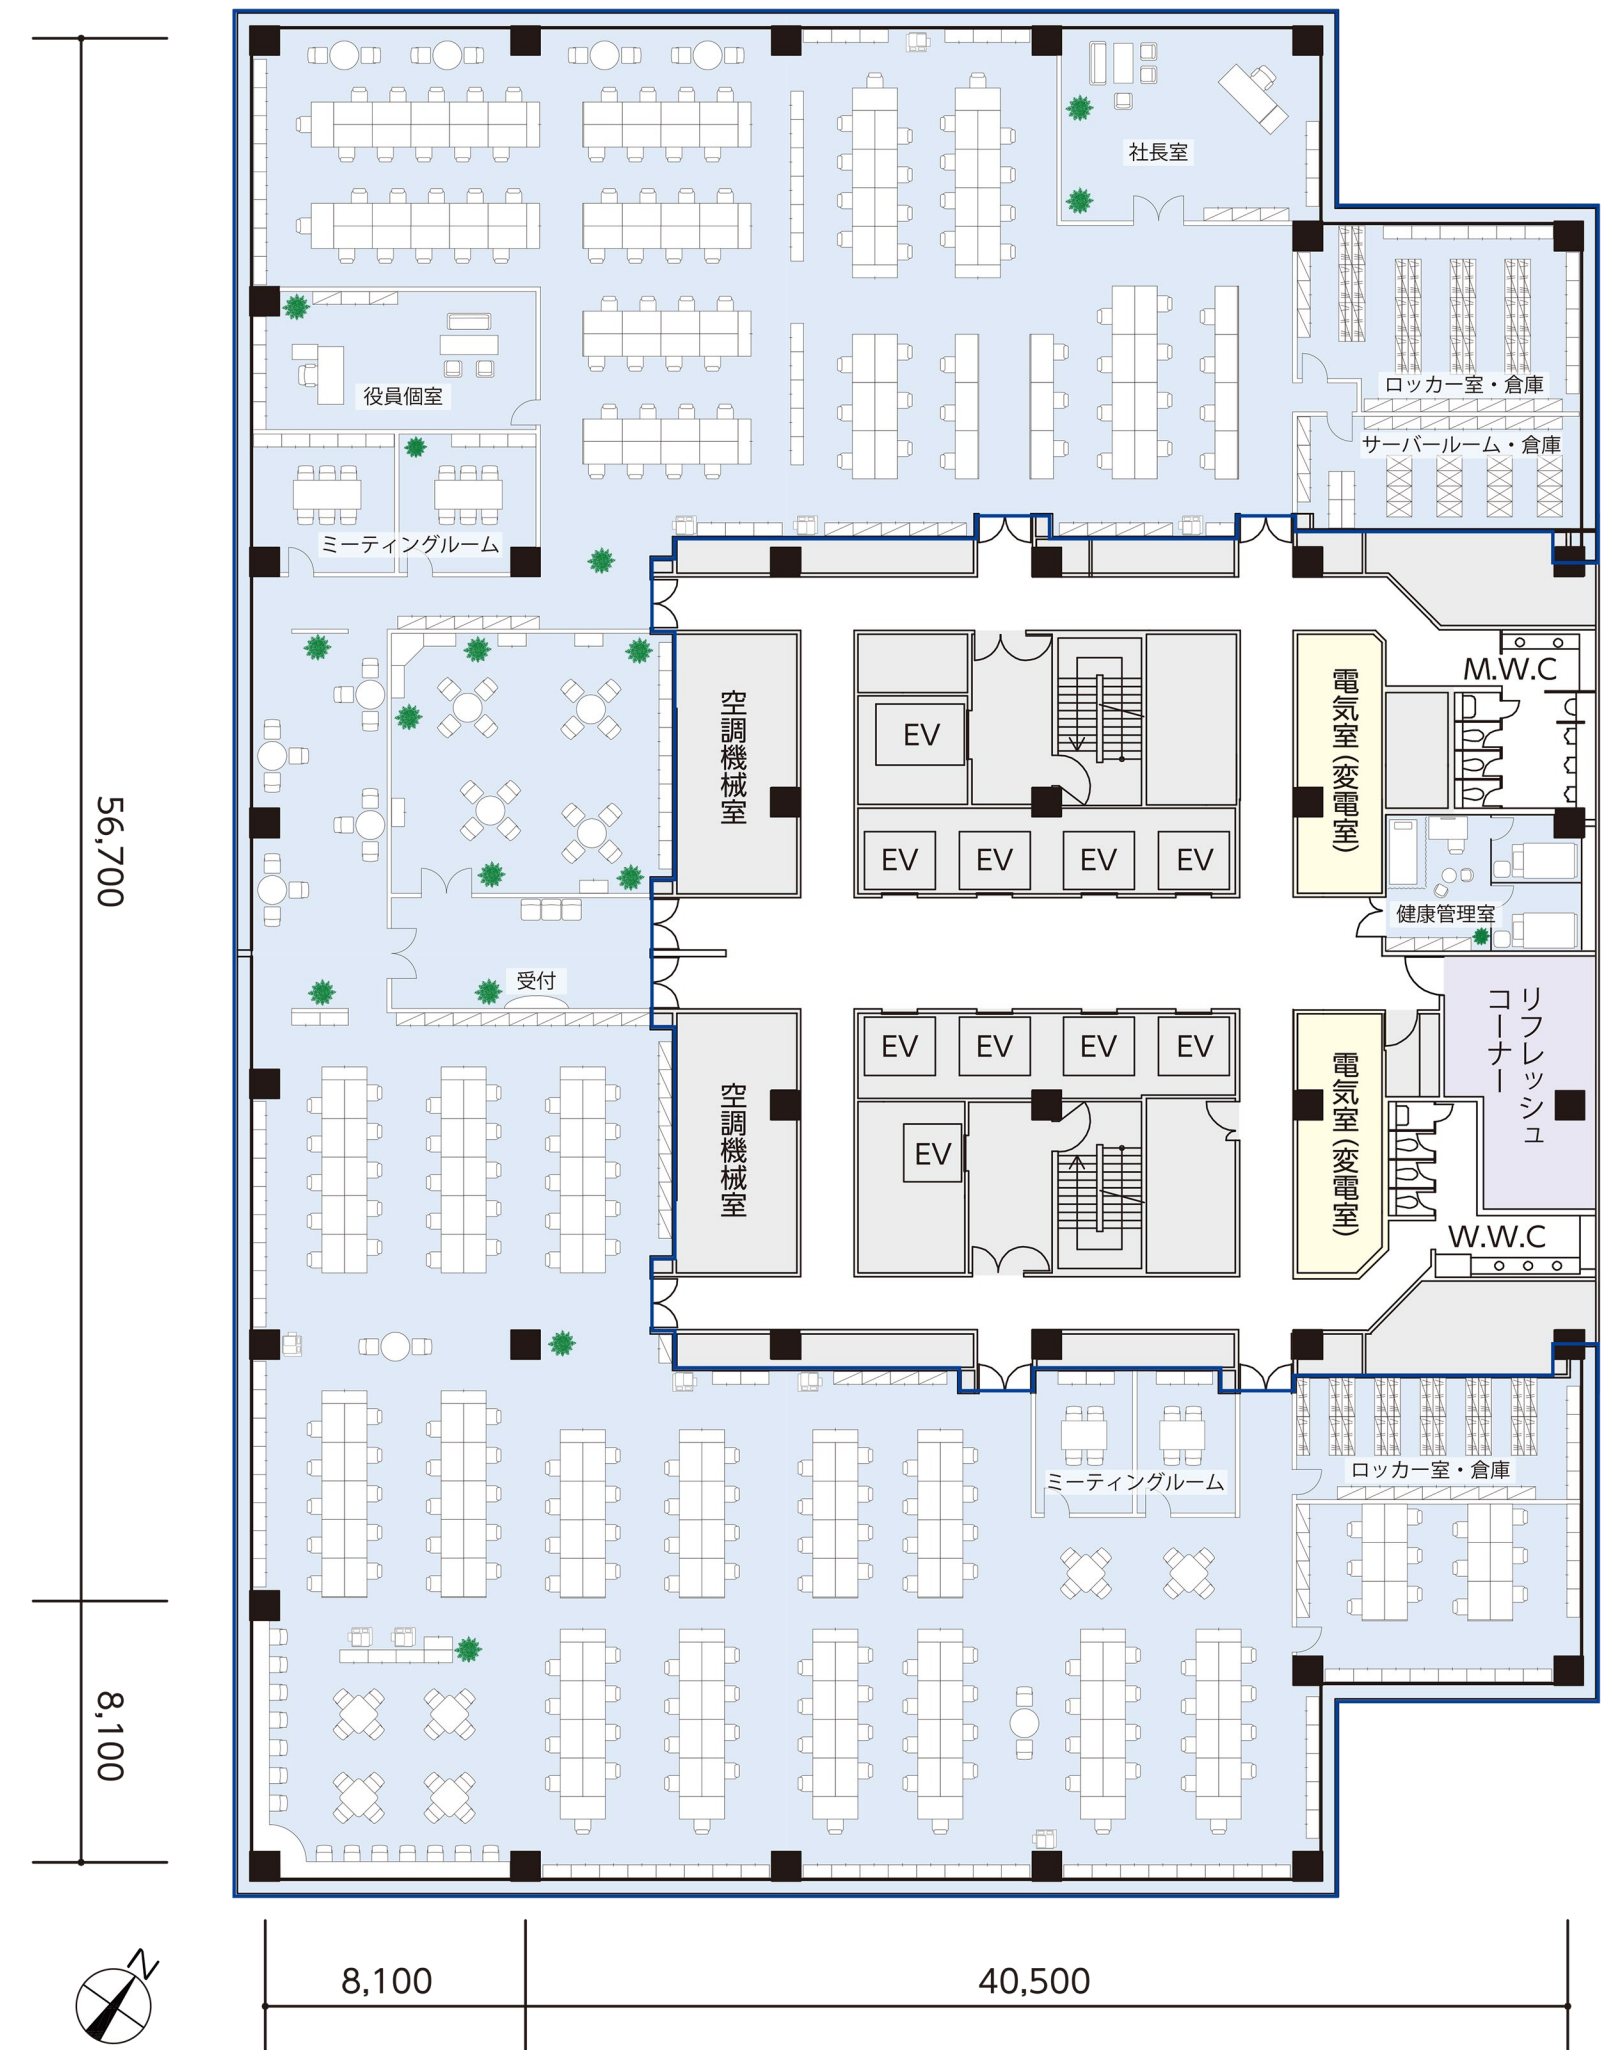 社長室
ロッカー室・倉庫
役員個室
サーバールーム・倉庫
ミーティングルーム
M.W.C
空調機械室
EV
電気室（変電室）
EV
EV
EV
EV
健康管理室
56,700
受付
リフレッシュ
コーナー
EV
EV
EV
EV
空調機械室
EV
電気室（変電室）
W.W.C
ロッカー室・倉庫
ミーティングルーム
8,100
N
8,100
40,500